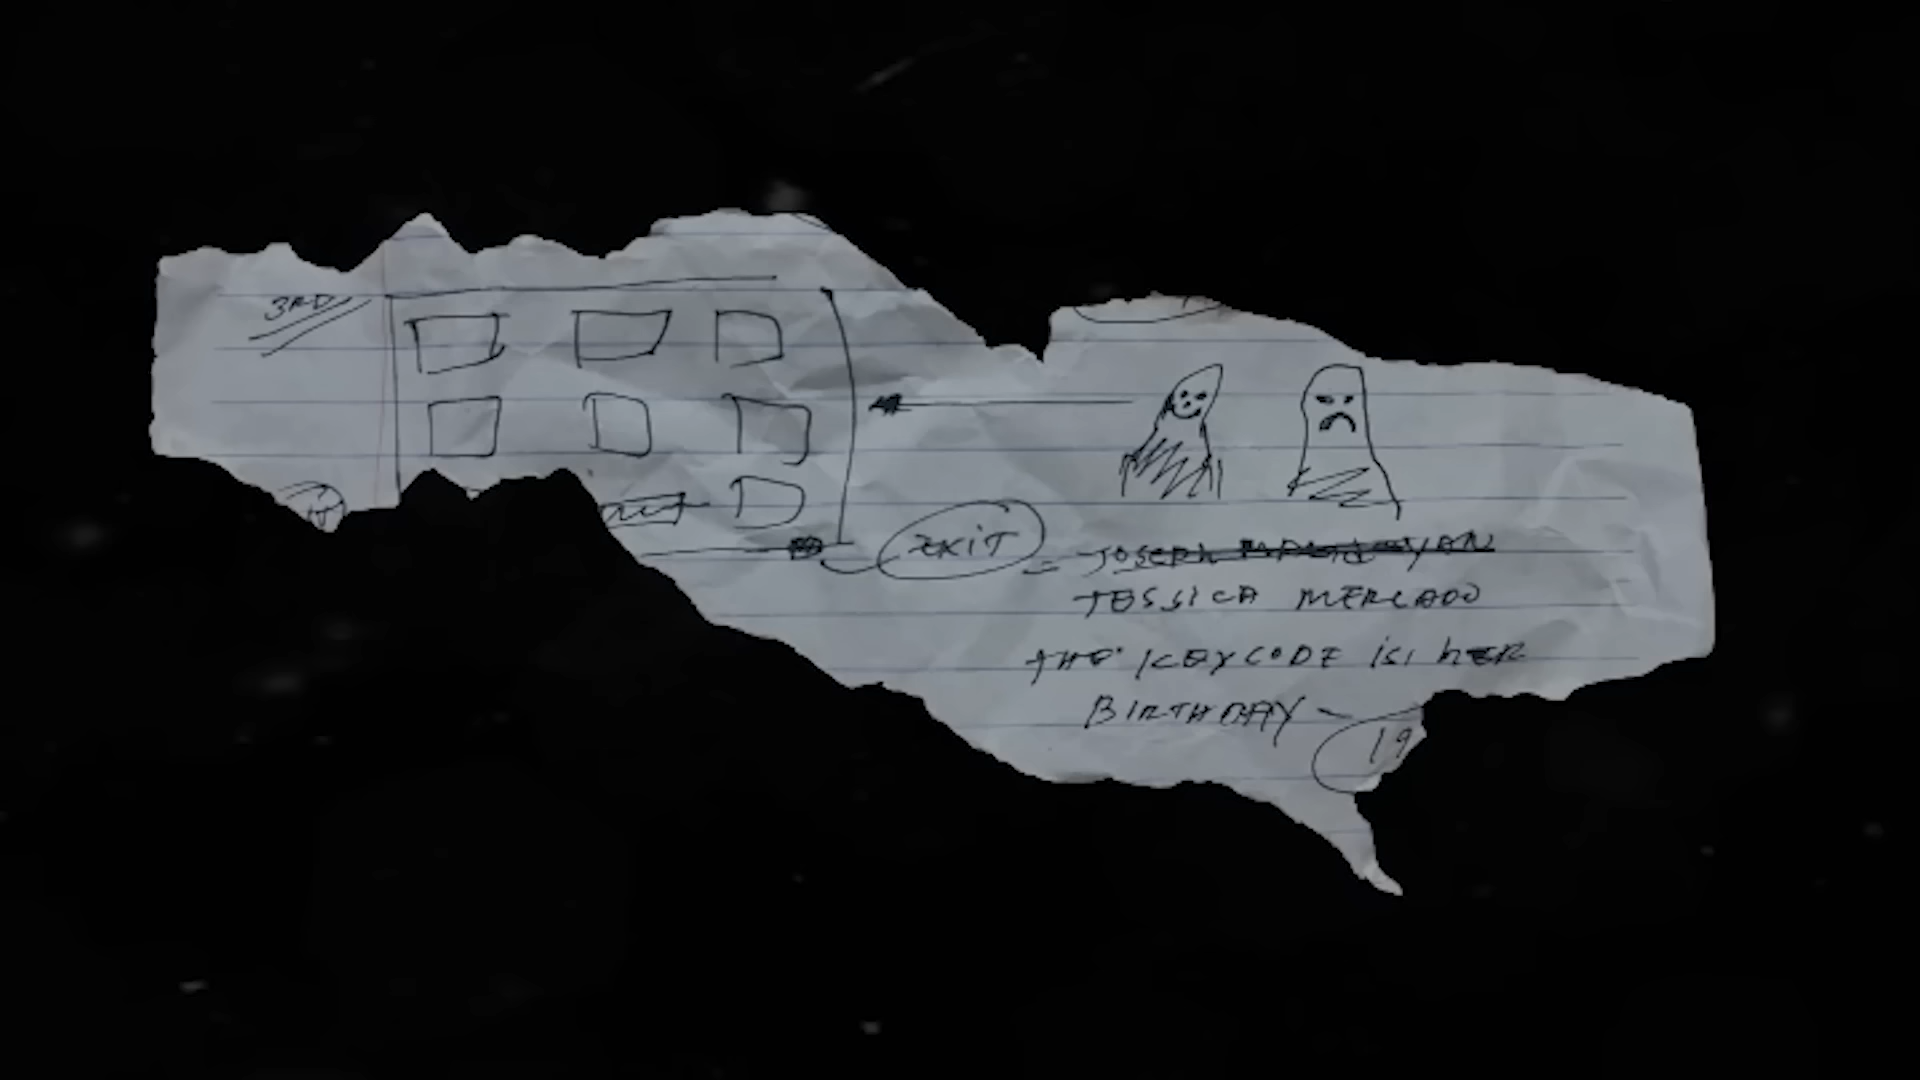 3RD
EXIT
JESSICA MERCADO
THE KEYCODE IS HER
BIRTHDAY -
19